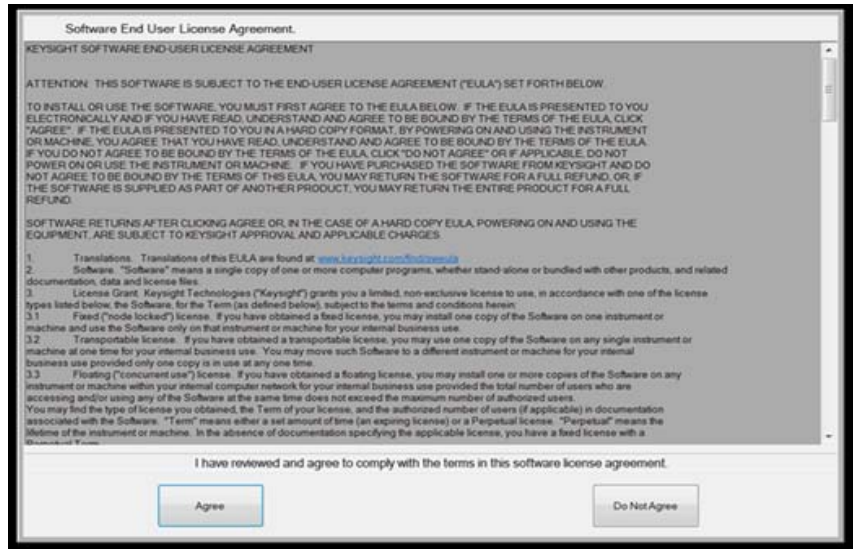 Software End User License Agreement.
KEYSIGHT SOFTWARE END-USER LICENSE AGREEMENT
ATTENTION: THIS SOFTWARE IS SUBJECT TO THE END-USER LICENSE AGREEMENT ("EULA") SET FORTH BELOW.
TO INSTALL OR USE THE SOFTWARE, YOU MUST FIRST AGREE TO THE EULA BELOW. IF THE EULA IS PRESENTED TO YOU
ELECTRONICALLY AND IF YOU HAVE READ, UNDERSTAND AND AGREE TO BE BOUND BY THE TERMS OF THE EULA, CLICK
"AGREE". IF THE EULA IS PRESENTED TO YOU IN A HARD COPY FORMAT, BY POWERING ON AND USING THE INSTRUMENT
OR MACHINE, YOU AGREE THAT YOU HAVE READ, UNDERSTAND AND AGREE TO BE BOUND BY THE TERMS OF THE EULA.
IF YOU DO NOT AGREE TO BE BOUND BY THE TERMS OF THE EULA, CLICK "DO NOT AGREE" OR IF APPLICABLE, DO NOT
POWER ON OR USE THE INSTRUMENT OR MACHINE. IF YOU HAVE PURCHASED THE SOFTWARE FROM KEYSIGHT AND DO
NOT AGREE TO BE BOUND BY THE TERMS OF THIS EULA, YOU MAY RETURN THE SOFTWARE FOR A FULL REFUND, OR, IF
THE SOFTWARE IS SUPPLIED AS PART OF ANOTHER PRODUCT, YOU MAY RETURN THE ENTIRE PRODUCT FOR A FULL
REFUND.
SOFTWARE RETURNS AFTER CLICKING AGREE OR, IN THE CASE OF A HARD COPY EULA, POWERING ON AND USING THE
EQUIPMENT, ARE SUBJECT TO KEYSIGHT APPROVAL AND APPLICABLE CHARGES.
1. Translations. Translations of this EULA are found at: www.keysight.com/find/sweula
2. Software. "Software" means a single copy of one or more computer programs, whether stand-alone or bundled with other products, and related
documentation, data and license files.
3. License Grant. Keysight Technologies ("Keysight") grants you a limited, non-exclusive license to use, in accordance with one of the license
types listed below, the Software, for the Term (as defined below), subject to the terms and conditions herein:
3.1 Fixed ("node locked") license. If you have obtained a fixed license, you may install one copy of the Software on one instrument or
machine and use the Software only on that instrument or machine for your internal business use.
3.2 Transportable license. If you have obtained a transportable license, you may use one copy of the Software on any single instrument or
machine at one time for your internal business use. You may move such Software to a different instrument or machine for your internal
business use provided only one copy is in use at any one time.
3.3 Floating ("concurrent use") license. If you have obtained a floating license, you may install one or more copies of the Software on any
instrument or machine within your internal computer network for your internal business use provided the total number of users who are
accessing and/or using any of the Software at the same time does not exceed the maximum number of authorized users.
You may find the type of license you obtained, the Term of your license, and the authorized number of users (if applicable) in documentation
associated with the Software. "Term" means either a set amount of time (an expiring license) or a Perpetual license. "Perpetual" means the
lifetime of the instrument or machine. In the absence of documentation specifying the applicable license, you have a fixed license with a
Perpetual Term.
I have reviewed and agree to comply with the terms in this software license agreement.
Agree
Do Not Agree